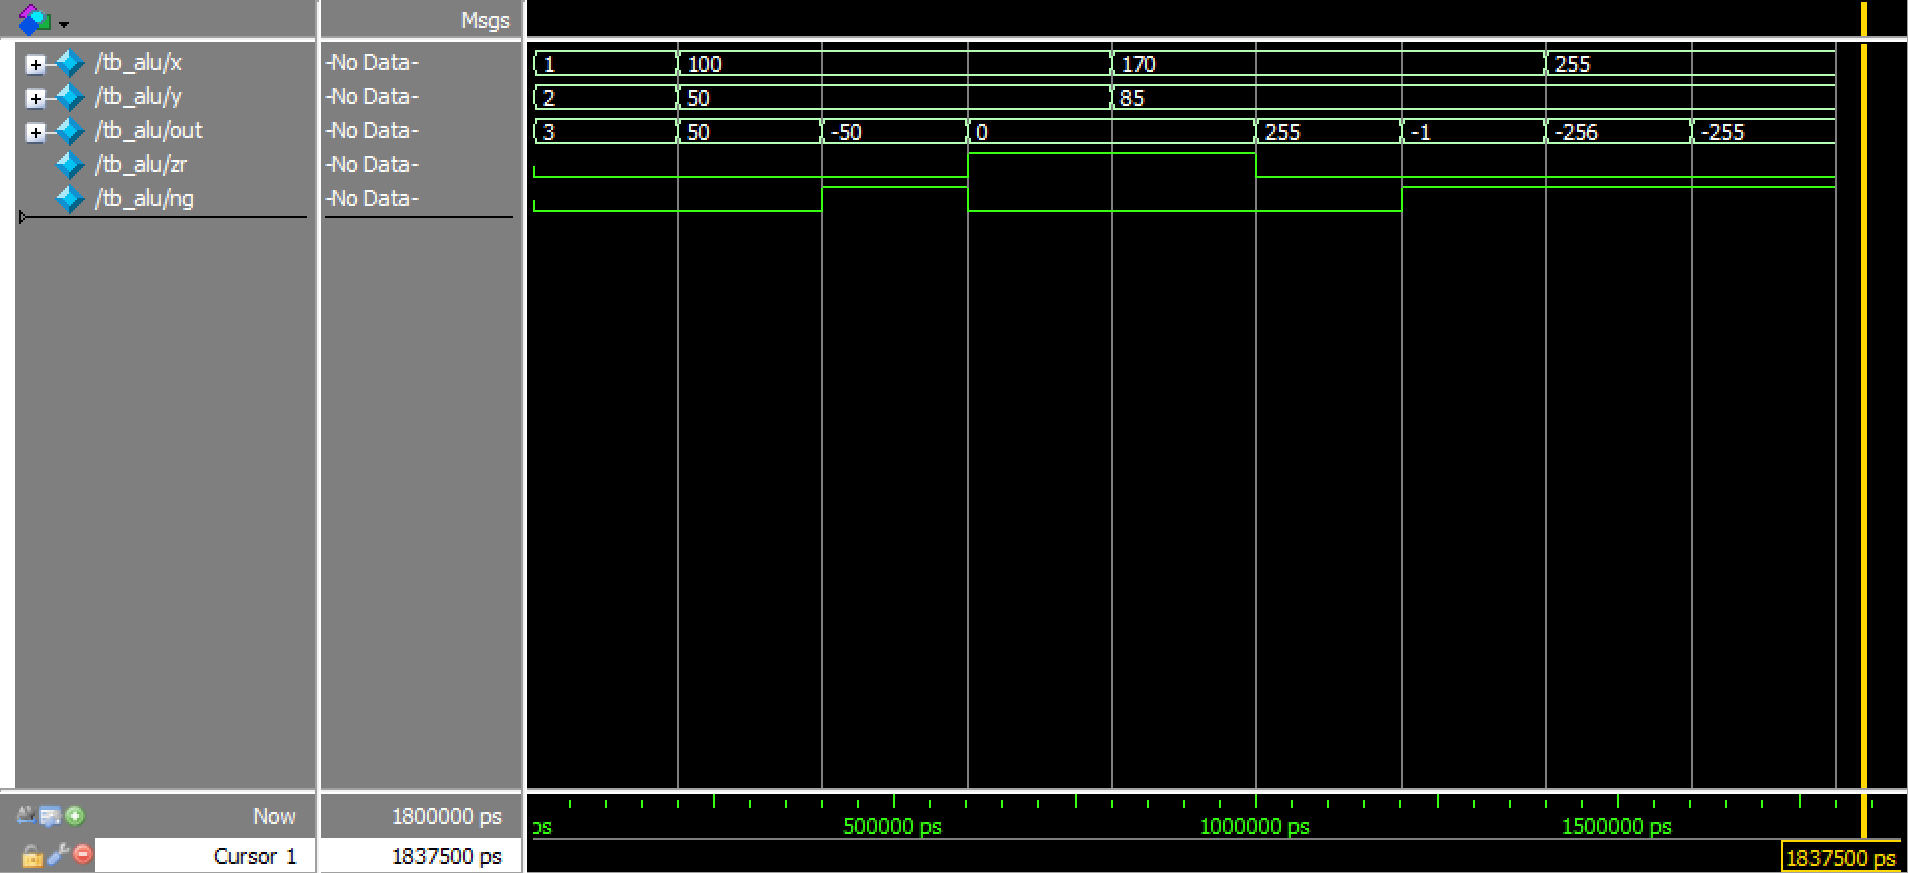 Msgs
/tb_alu/x -No Data- 1 100 170 255
/tb_alu/y -No Data- 2 50 85
/tb_alu/out -No Data- 3 50 -50 0 255 -1 -256 -255
/tb_alu/zr -No Data-
/tb_alu/ng -No Data-
Now 1800000 ps ps 500000 ps 1000000 ps 1500000 ps
Cursor 1 1837500 ps 1837500 ps